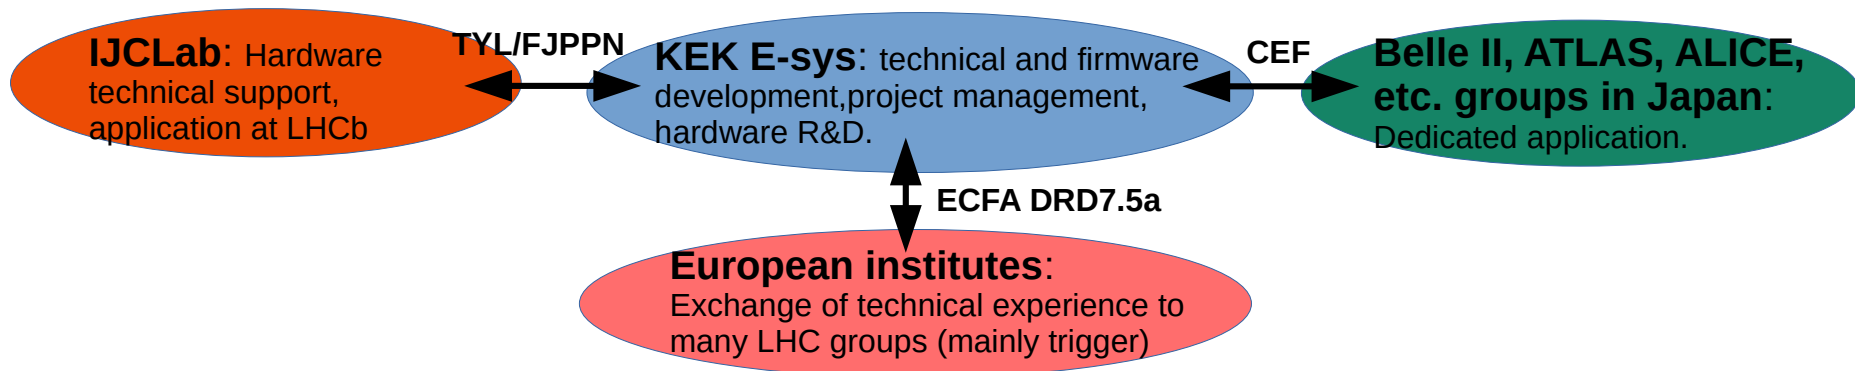 IJCLab: Hardware
technical support,
application at LHCb
TYL/FJPPN
KEK E-sys: technical and firmware
development,project management,
hardware R&D.
CEF
Belle II, ATLAS, ALICE,
etc. groups in Japan:
Dedicated application.
ECFA DRD7.5a
European institutes:
Exchange of technical experience to
many LHC groups (mainly trigger)